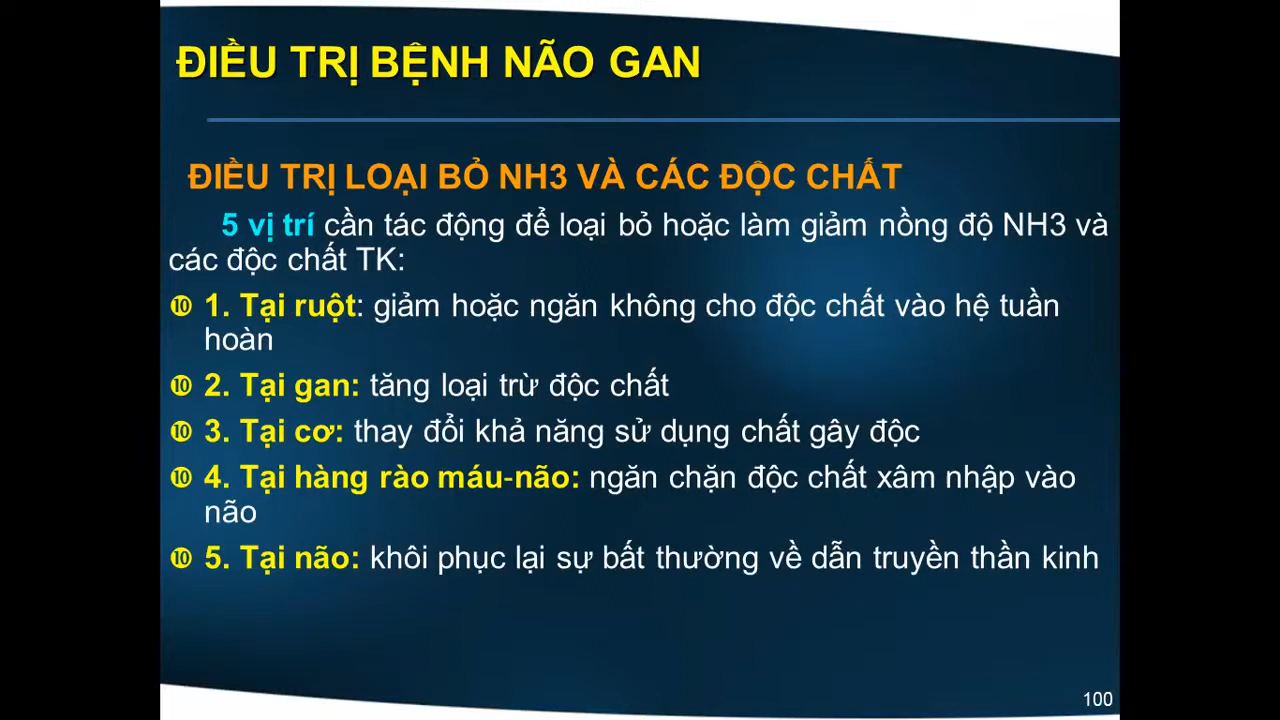 ĐIỀU TRỊ BỆNH NÃO GAN
ĐIỀU TRỊ LOẠI BỎ NH3 VÀ CÁC ĐỘC CHẤT
5 vị trí cần tác động để loại bỏ hoặc làm giảm nồng độ NH3 và
các độc chất TK:
❿ 1. Tại ruột: giảm hoặc ngăn không cho độc chất vào hệ tuần
hoàn
❿ 2. Tại gan: tăng loại trừ độc chất
❿ 3. Tại cơ: thay đổi khả năng sử dụng chất gây độc
❿ 4. Tại hàng rào máu-não: ngăn chặn độc chất xâm nhập vào
não
❿ 5. Tại não: khôi phục lại sự bất thường về dẫn truyền thần kinh
100